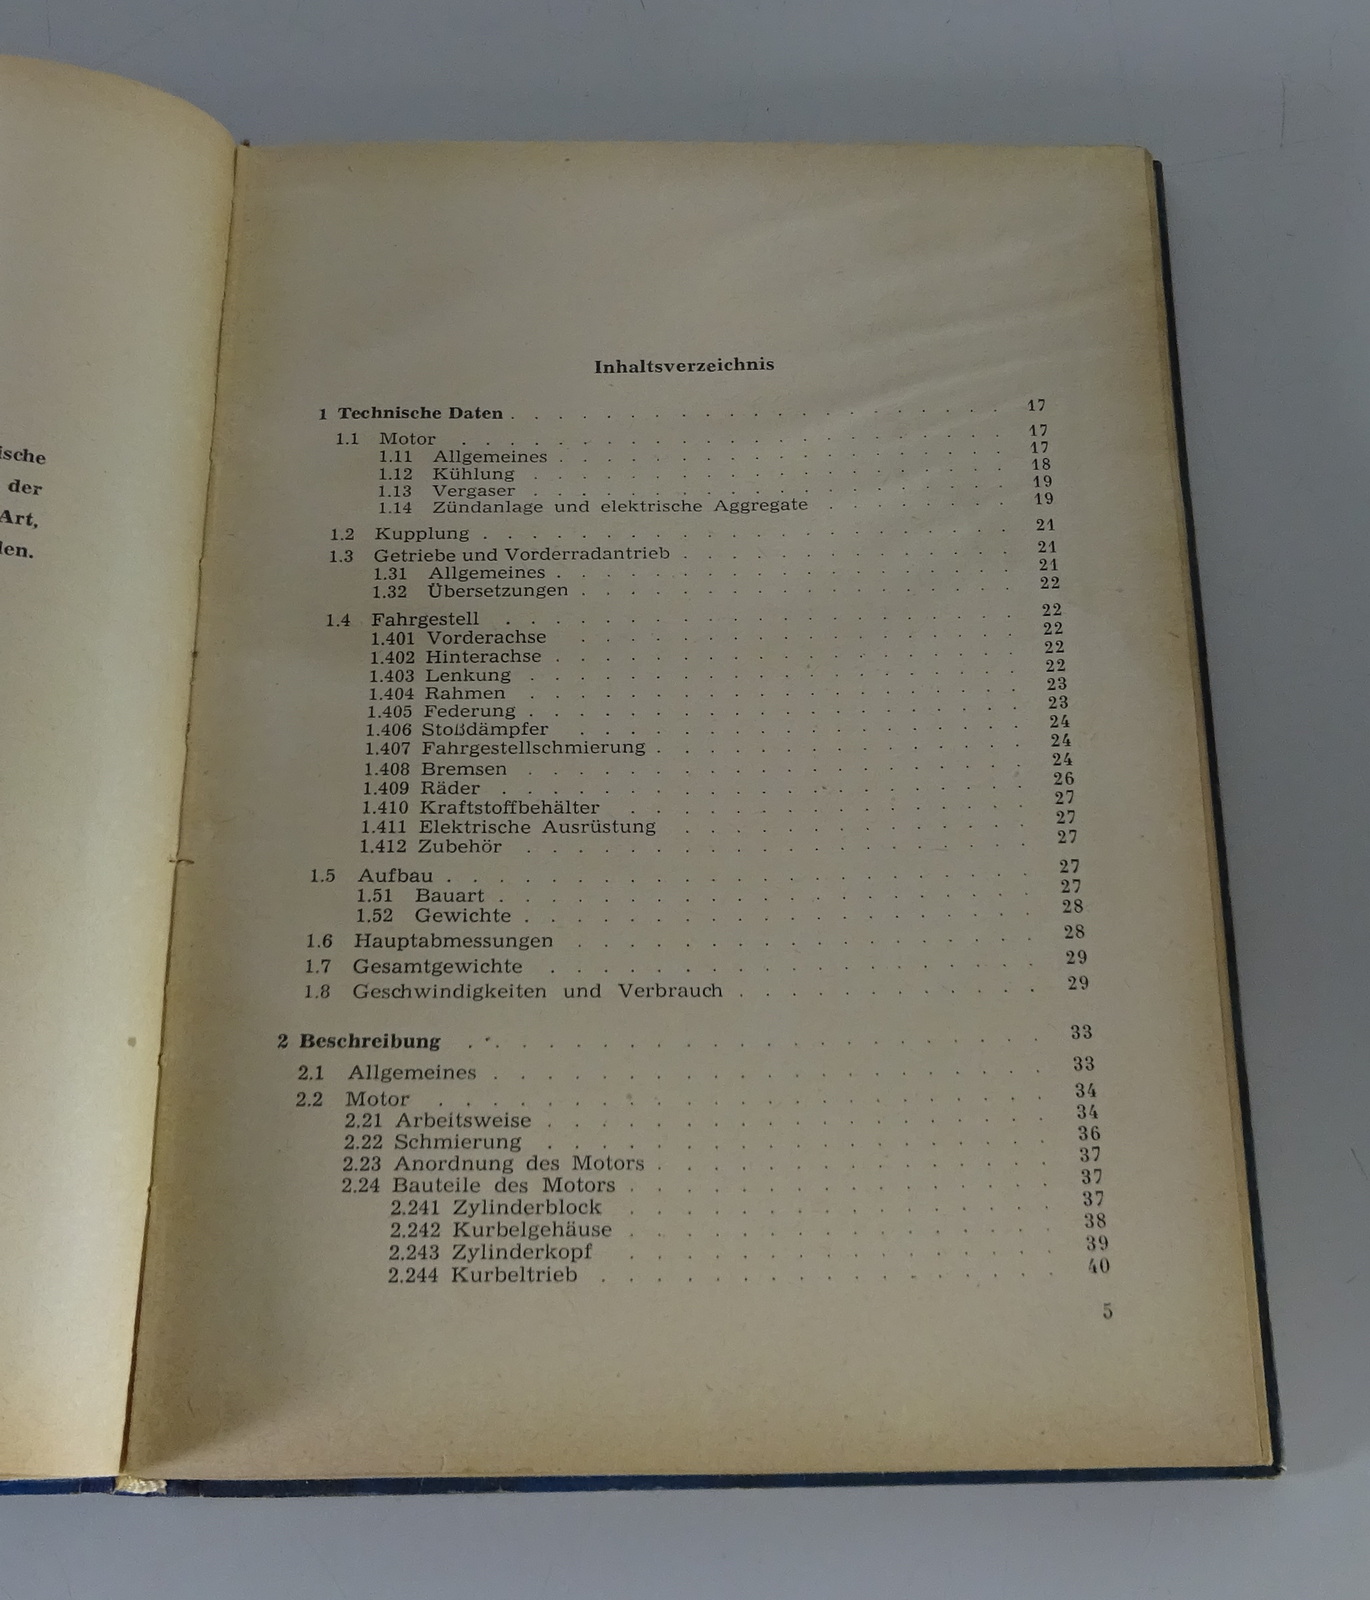 ische
der
Art,
len.
Inhaltsverzeichnis
1 Technische Daten . . . . . . . . . . . . . . . . . . . 17
1.1 Motor . . . . . . . . . . . . . . . . . . . 17
1.11 Allgemeines . . . . . . . . . . . . . . . . . 17
1.12 Kühlung . . . . . . . . . . . . . . . . . 18
1.13 Vergaser . . . . . . . . . . . . . . . . . 19
1.14 Zündanlage und elektrische Aggregate . . . . . . . 19
1.2 Kupplung . . . . . . . . . . . . . . . . . . . 21
1.3 Getriebe und Vorderradantrieb . . . . . . . . . . . . 21
1.31 Allgemeines . . . . . . . . . . . . . . . . . 21
1.32 Übersetzungen . . . . . . . . . . . . . . . . 22
1.4 Fahrgestell . . . . . . . . . . . . . . . . . . 22
1.401 Vorderachse . . . . . . . . . . . . . . . . 22
1.402 Hinterachse . . . . . . . . . . . . . . . . . 22
1.403 Lenkung . . . . . . . . . . . . . . . . . . 22
1.404 Rahmen . . . . . . . . . . . . . . . . . . 23
1.405 Federung . . . . . . . . . . . . . . . . . . 23
1.406 Stoßdämpfer . . . . . . . . . . . . . . . . 24
1.407 Fahrgestellschmierung . . . . . . . . . . . . . 24
1.408 Bremsen . . . . . . . . . . . . . . . . . . 24
1.409 Räder . . . . . . . . . . . . . . . . . . . 26
1.410 Kraftstoffbehälter . . . . . . . . . . . . . . 27
1.411 Elektrische Ausrüstung . . . . . . . . . . . . 27
1.412 Zubehör . . . . . . . . . . . . . . . . . . 27
1.5 Aufbau . . . . . . . . . . . . . . . . . . . . . 27
1.51 Bauart . . . . . . . . . . . . . . . . . . . 27
1.52 Gewichte . . . . . . . . . . . . . . . . . . 28
1.6 Hauptabmessungen . . . . . . . . . . . . . . . . 28
1.7 Gesamtgewichte . . . . . . . . . . . . . . . . . 29
1.8 Geschwindigkeiten und Verbrauch . . . . . . . . . . . 29
2 Beschreibung . . . . . . . . . . . . . . . . . . . . . 33
2.1 Allgemeines . . . . . . . . . . . . . . . . . . . 33
2.2 Motor . . . . . . . . . . . . . . . . . . . . . 34
2.21 Arbeitsweise . . . . . . . . . . . . . . . . . 34
2.22 Schmierung . . . . . . . . . . . . . . . . . 36
2.23 Anordnung des Motors . . . . . . . . . . . . . . 37
2.24 Bauteile des Motors . . . . . . . . . . . . . . . 37
2.241 Zylinderblock . . . . . . . . . . . . . . . 37
2.242 Kurbelgehäuse . . . . . . . . . . . . . . . 38
2.243 Zylinderkopf . . . . . . . . . . . . . . . 39
2.244 Kurbeltrieb . . . . . . . . . . . . . . . . 40
5